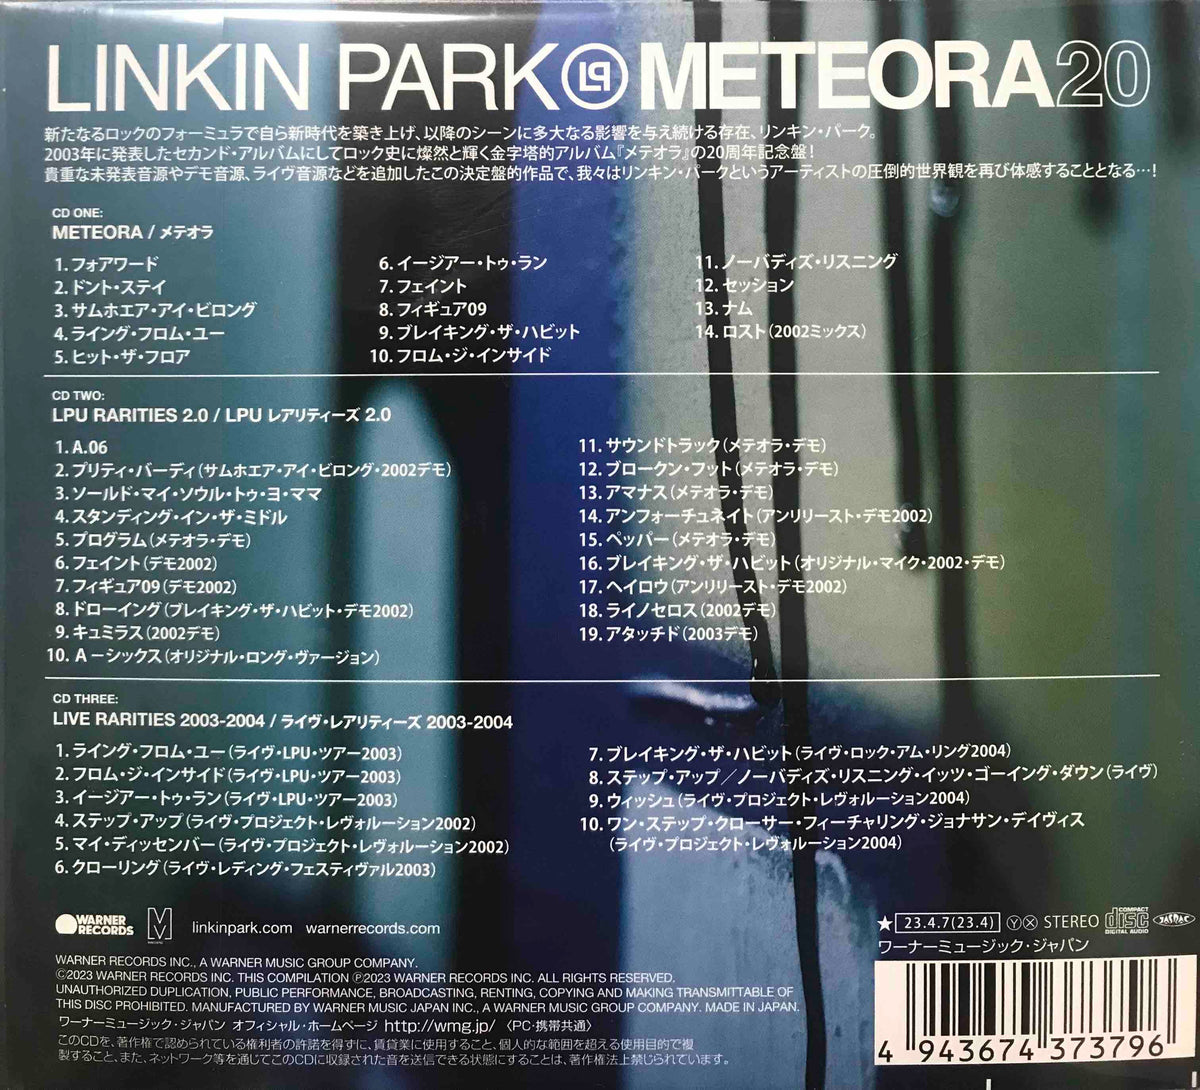 LINKIN PARK LP METEORA20
新たなるロックのフォーミュラで自ら新時代を築き上げ、以降のシーンに多大なる影響を与え続ける存在、リンキン・パーク。
2003年に発表したセカンド・アルバムにしてロック史に燦然と輝く金字塔的アルバム『メテオラ』の20周年記念盤！
貴重な未発表音源やデモ音源、ライヴ音源などを追加したこの決定盤的作品で、我々はリンキン・パークというアーティストの圧倒的世界観を再び体感することとなる…！
CD ONE:
METEORA / メテオラ
1. フォアワード
2. ドント・ステイ
3. サムホエア・アイ・ビロング
4. ライング・フロム・ユー
5. ヒット・ザ・フロア
6. イージアー・トゥ・ラン
7. フェイント
8. フィギュア09
9. ブレイキング・ザ・ハビット
10. フロム・ジ・インサイド
11. ノーバディズ・リスニング
12. セッション
13. ナム
14. ロスト（2002ミックス）
CD TWO:
LPU RARITIES 2.0 / LPU レアリティーズ 2.0
1. A.06
2. プリティ・バーディ（サムホエア・アイ・ビロング・2002デモ）
3. ソールド・マイ・ソウル・トゥ・ヨ・ママ
4. スタンディング・イン・ザ・ミドル
5. プログラム（メテオラ・デモ）
6. フェイント（デモ2002）
7. フィギュア09（デモ2002）
8. ドローイング（ブレイキング・ザ・ハビット・デモ2002）
9. キュミラス（2002デモ）
10. A－シックス（オリジナル・ロング・ヴァージョン）
11. サウンドトラック（メテオラ・デモ）
12. ブロークン・フット（メテオラ・デモ）
13. アマナス（メテオラ・デモ）
14. アンフォーチュネイト（アンリリースト・デモ2002）
15. ペッパー（メテオラ・デモ）
16. ブレイキング・ザ・ハビット（オリジナル・マイク・2002・デモ）
17. ヘイロウ（アンリリースト・デモ2002）
18. ライノセロス（2002デモ）
19. アタッチド（2003デモ）
CD THREE:
LIVE RARITIES 2003-2004 / ライヴ・レアリティーズ 2003-2004
1. ライング・フロム・ユー（ライヴ・LPU・ツアー2003）
2. フロム・ジ・インサイド（ライヴ・LPU・ツアー2003）
3. イージアー・トゥ・ラン（ライヴ・LPU・ツアー2003）
4. ステップ・アップ（ライヴ・プロジェクト・レヴォルーション2002）
5. マイ・ディッセンバー（ライヴ・プロジェクト・レヴォルーション2002）
6. クローリング（ライヴ・レディング・フェスティヴァル2003）
7. ブレイキング・ザ・ハビット（ライヴ・ロック・アム・リング2004）
8. ステップ・アップ／ノーバディズ・リスニング・イッツ・ゴーイング・ダウン（ライヴ）
9. ウィッシュ（ライヴ・プロジェクト・レヴォルーション2004）
10. ワン・ステップ・クローサー・フィーチャリング・ジョナサン・デイヴィス
（ライヴ・プロジェクト・レヴォルーション2004）
WARNER RECORDS
linkinpark.com warnerrecords.com
★ 23.4.7(23.4) Ⓨ Ⓧ STEREO COMPACT disc DIGITAL AUDIO JASRAC
ワーナーミュージック・ジャパン
WARNER RECORDS INC., A WARNER MUSIC GROUP COMPANY.
©2023 WARNER RECORDS INC. THIS COMPILATION ℗2023 WARNER RECORDS INC. ALL RIGHTS RESERVED.
UNAUTHORIZED DUPLICATION, PUBLIC PERFORMANCE, BROADCASTING, RENTING, COPYING AND MAKING TRANSMITTABLE OF
THIS DISC PROHIBITED. MANUFACTURED BY WARNER MUSIC JAPAN INC., A WARNER MUSIC GROUP COMPANY. MADE IN JAPAN.
ワーナーミュージック・ジャパン オフィシャル・ホームページ http://wmg.jp/ 〈PC・携帯共通〉
このCDを、著作権で認められている権利者の許諾を得ずに、賃貸業に使用すること、個人的な範囲を超える使用目的で複
製すること、また、ネットワーク等を通じてこのCDに収録された音を送信できる状態にすることは、著作権法上禁じられています。
4 943674 373796